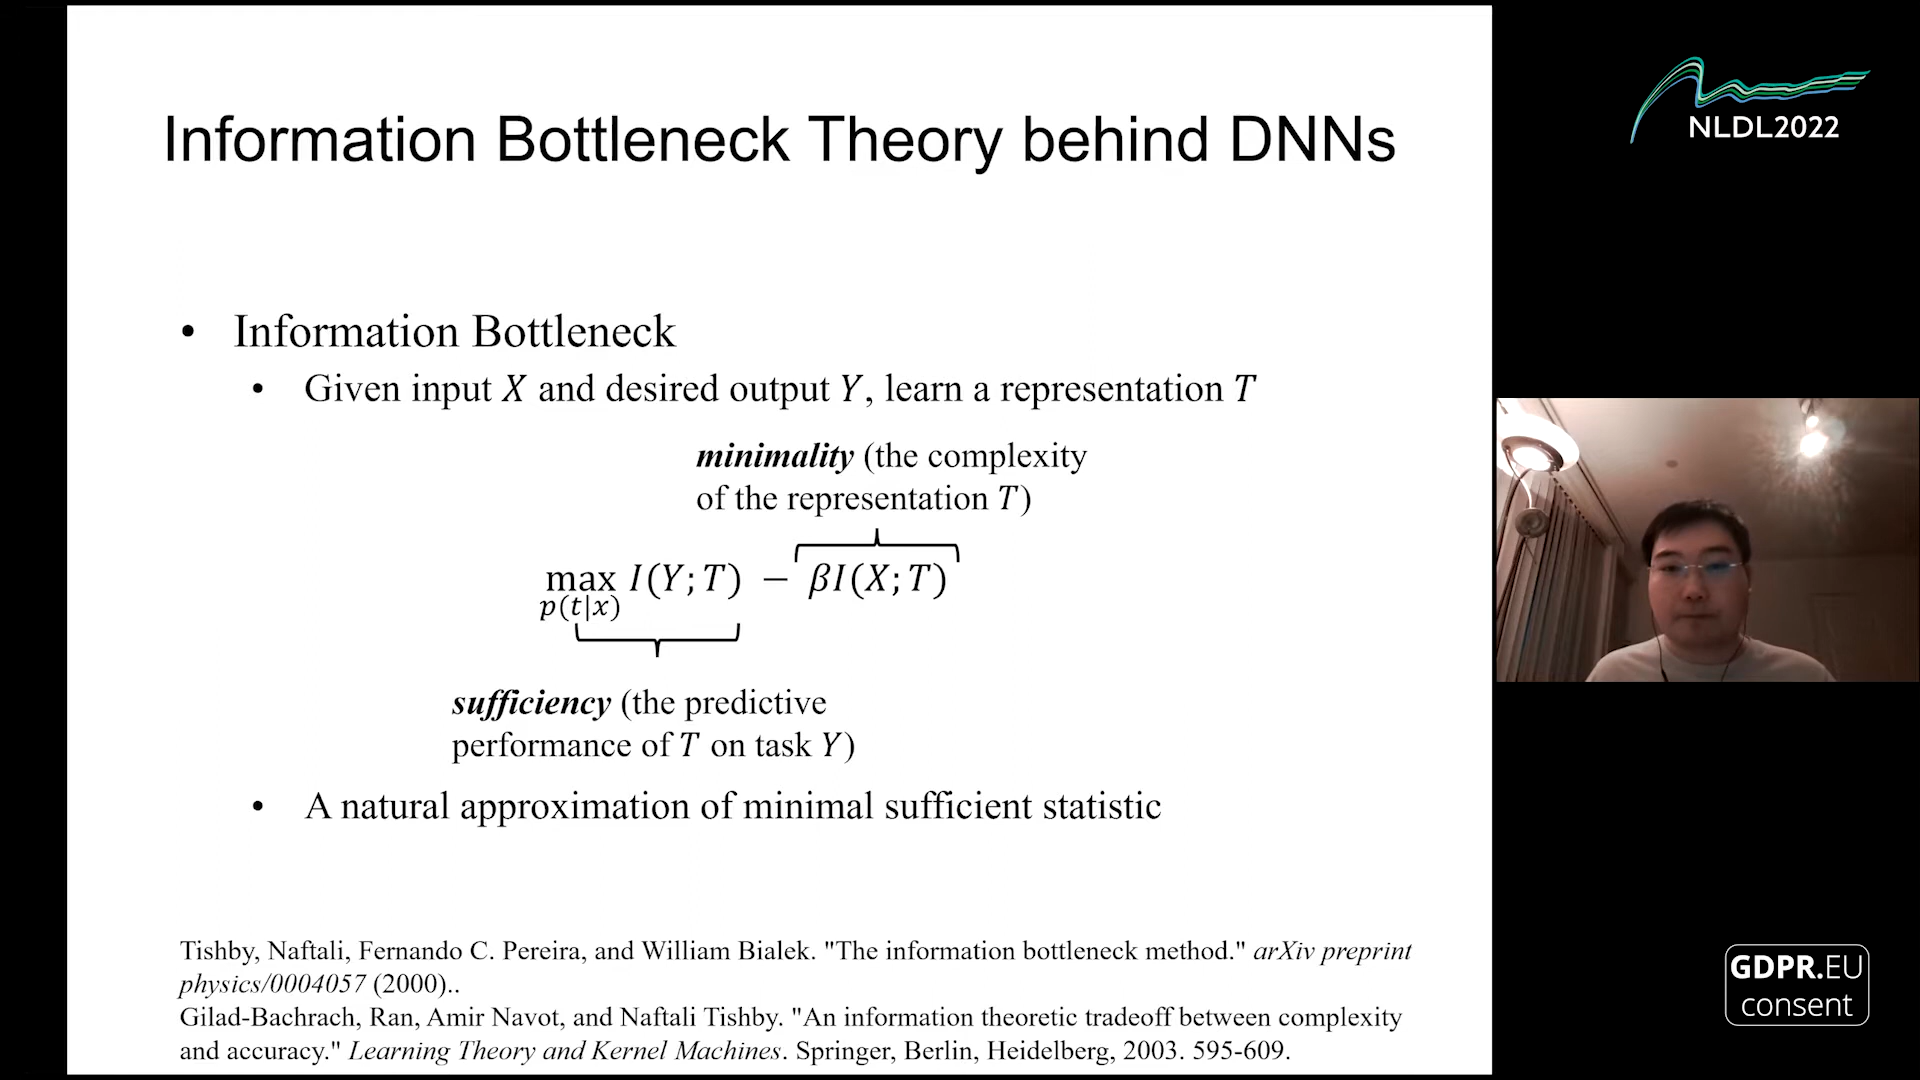 Information Bottleneck Theory behind DNNs
• Information Bottleneck
• Given input X and desired output Y, learn a representation T
minimality (the complexity
of the representation T)
max I(Y;T) − βI(X;T)
p(t|x)
sufficiency (the predictive
performance of T on task Y)
• A natural approximation of minimal sufficient statistic
Tishby, Naftali, Fernando C. Pereira, and William Bialek. "The information bottleneck method." arXiv preprint
physics/0004057 (2000)..
Gilad-Bachrach, Ran, Amir Navot, and Naftali Tishby. "An information theoretic tradeoff between complexity
and accuracy." Learning Theory and Kernel Machines. Springer, Berlin, Heidelberg, 2003. 595-609.
NLDL2022
GDPR.EU
consent